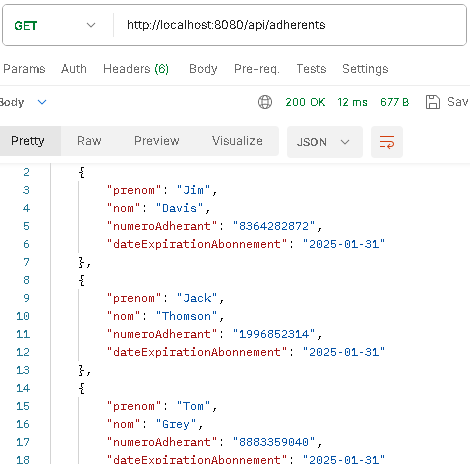 GET http://localhost:8080/api/adherents
Params Auth Headers (6) Body Pre-req. Tests Settings
Body 200 OK 12 ms 677 B Sav
Pretty Raw Preview Visualize JSON
2 {
3 "prenom": "Jim",
4 "nom": "Davis",
5 "numeroAdherant": "8364282872",
6 "dateExpirationAbonnement": "2025-01-31"
7 },
8 {
9 "prenom": "Jack",
10 "nom": "Thomson",
11 "numeroAdherant": "1996852314",
12 "dateExpirationAbonnement": "2025-01-31"
13 },
14 {
15 "prenom": "Tom",
16 "nom": "Grey",
17 "numeroAdherant": "8883359040",
18 "dateExpirationAbonnement": "2025-01-31"